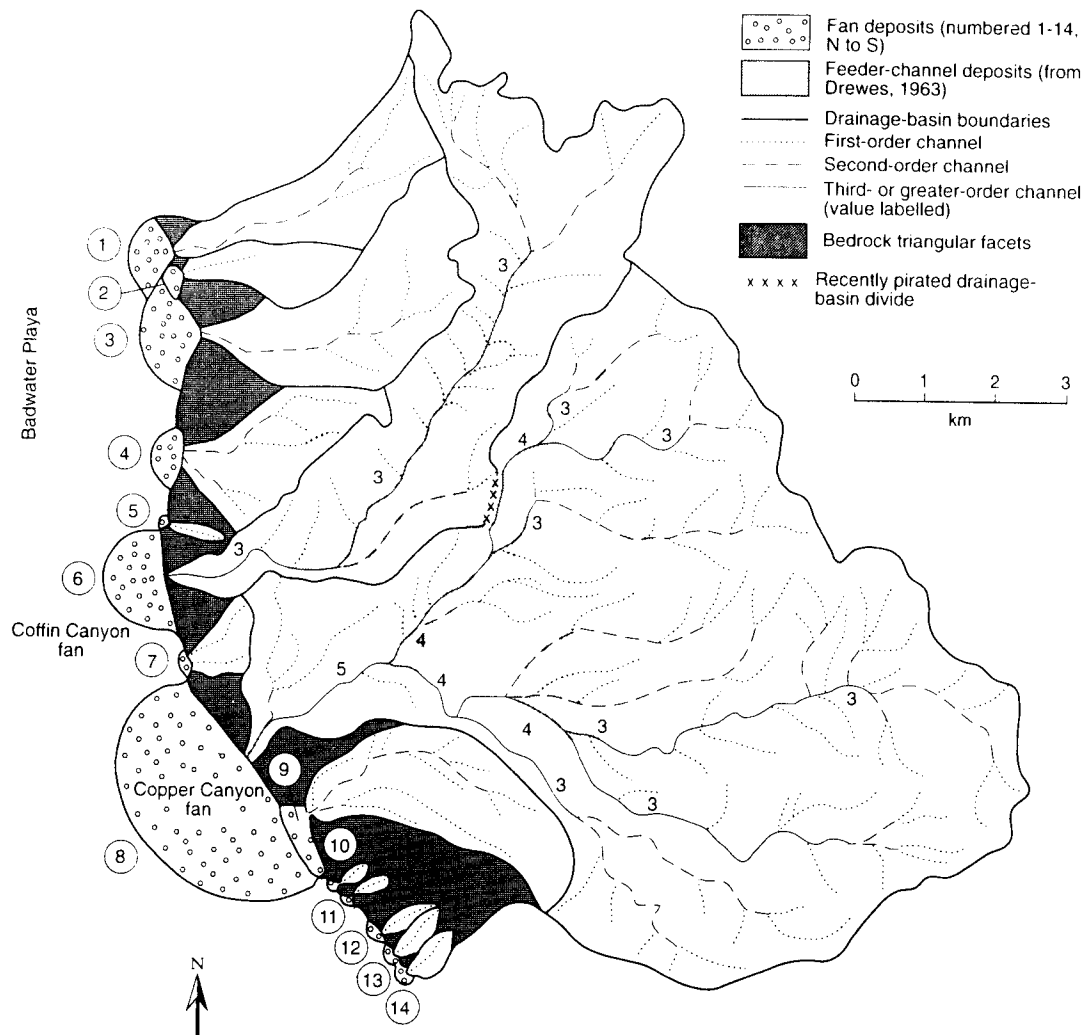 Fan deposits (numbered 1-14,
N to S)
Feeder-channel deposits (from
Drewes, 1963)
Drainage-basin boundaries
First-order channel
Second-order channel
Third- or greater-order channel
(value labelled)
Bedrock triangular facets
x x x x Recently pirated drainage-
basin divide
0 1 2 3
km
Badwater Playa
1
2
3
4
5
6
Coffin Canyon
fan
7
Copper Canyon
fan
8
9
10
11
12
13
14
3
3
3
3
3
4
3
4
5
4
4
3
3
3
3
xxxx
N